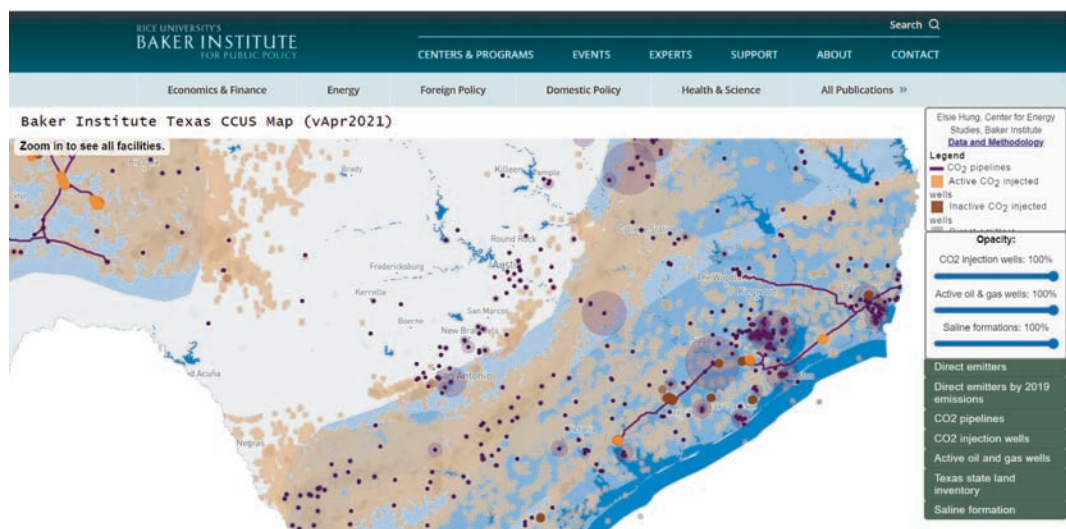 RICE UNIVERSITY'S
BAKER INSTITUTE
FOR PUBLIC POLICY
Search
CENTERS & PROGRAMS
EVENTS
EXPERTS
SUPPORT
ABOUT
CONTACT
Economics & Finance
Energy
Foreign Policy
Domestic Policy
Health & Science
All Publications »
Baker Institute Texas CCUS Map (vApr2021)
Zoom in to see all facilities.
Brady
Killeen
Temple
Round Rock
Fredericksburg
Kerrville
San Marcos
Boerne
New Braunfels
San Antonio
Negras
Acuña
The Woo
Kingwood
Elsie Hung, Center for Energy
Studies, Baker Institute
Data and Methodology
Legend
CO2 pipelines
Active CO2 injected
wells
Inactive CO2 injected
wells
Opacity:
CO2 Injection wells: 100%
Active oil & gas wells: 100%
Saline formations: 100%
Direct emitters
Direct emitters by 2019
emissions
CO2 pipelines
CO2 injection wells
Active oil and gas wells
Texas state land
inventory
Saline formation